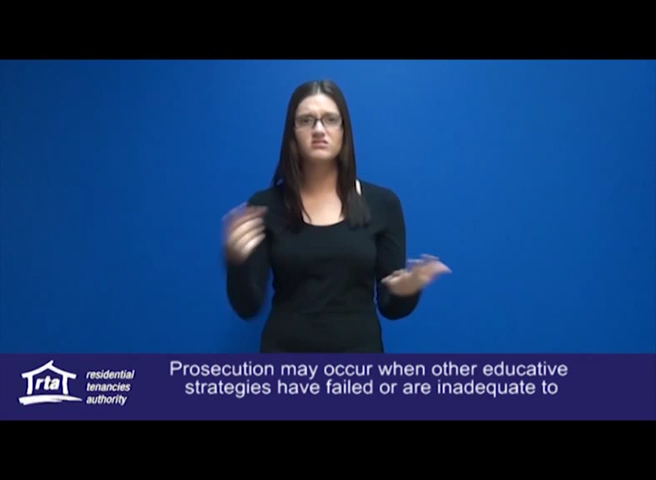 rta
residential
tenancies
authority
Prosecution may occur when other educative
strategies have failed or are inadequate to